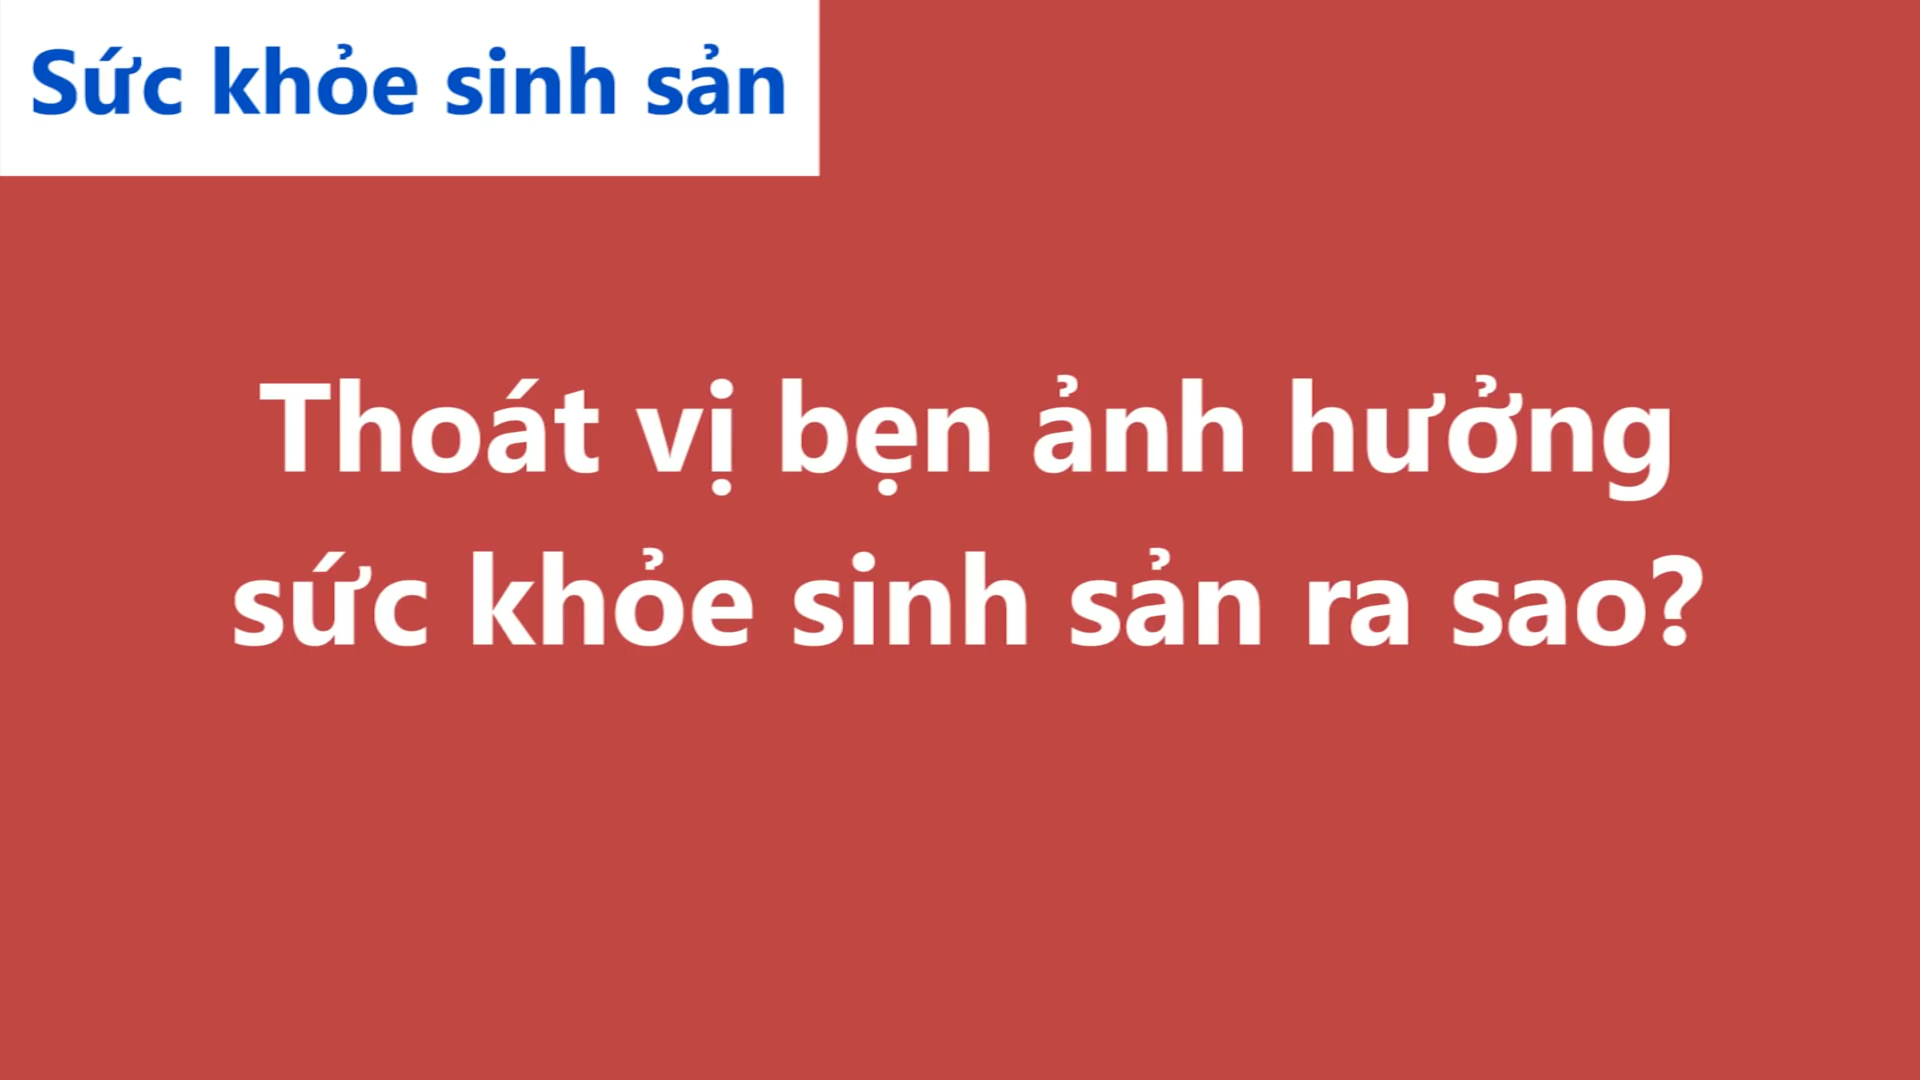 Sức khỏe sinh sản
Thoát vị bẹn ảnh hưởng
sức khỏe sinh sản ra sao?